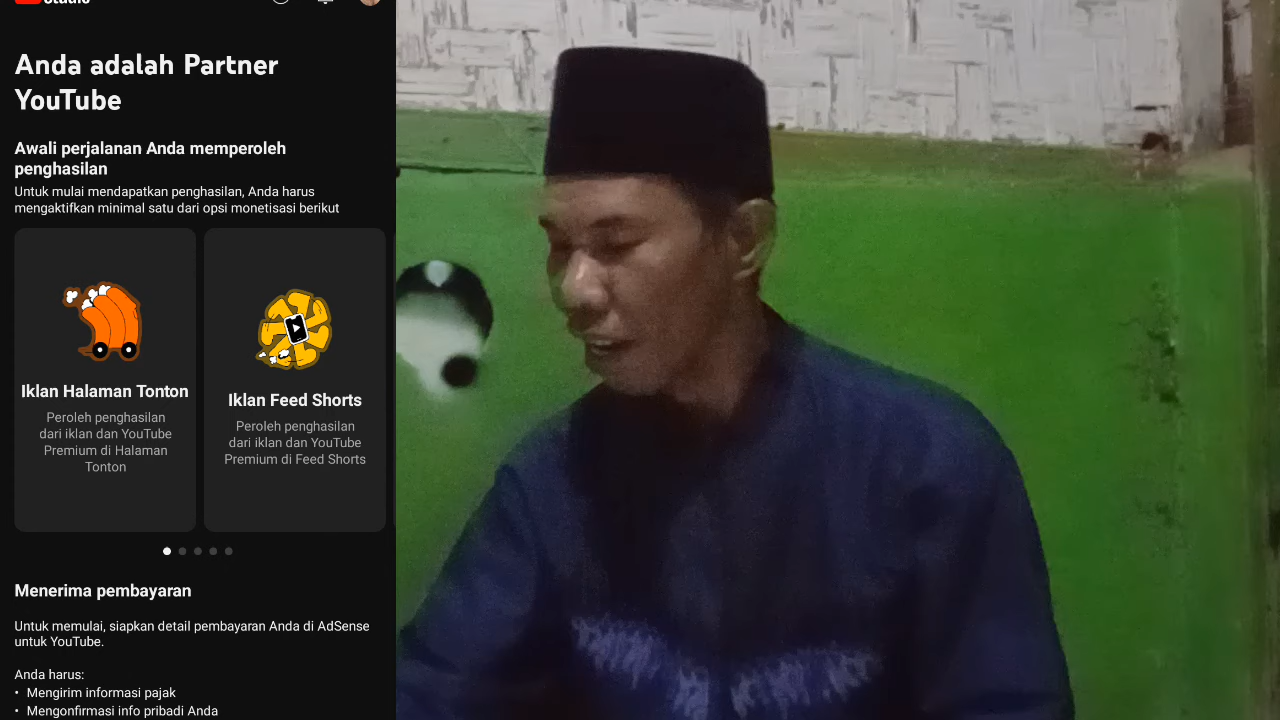 Studio
Anda adalah Partner
YouTube
Awali perjalanan Anda memperoleh
penghasilan
Untuk mulai mendapatkan penghasilan, Anda harus
mengaktifkan minimal satu dari opsi monetisasi berikut
Iklan Halaman Tonton
Peroleh penghasilan
dari iklan dan YouTube
Premium di Halaman
Tonton
Iklan Feed Shorts
Peroleh penghasilan
dari iklan dan YouTube
Premium di Feed Shorts
Menerima pembayaran
Untuk memulai, siapkan detail pembayaran Anda di AdSense
untuk YouTube.
Anda harus:
• Mengirim informasi pajak
• Mengonfirmasi info pribadi Anda